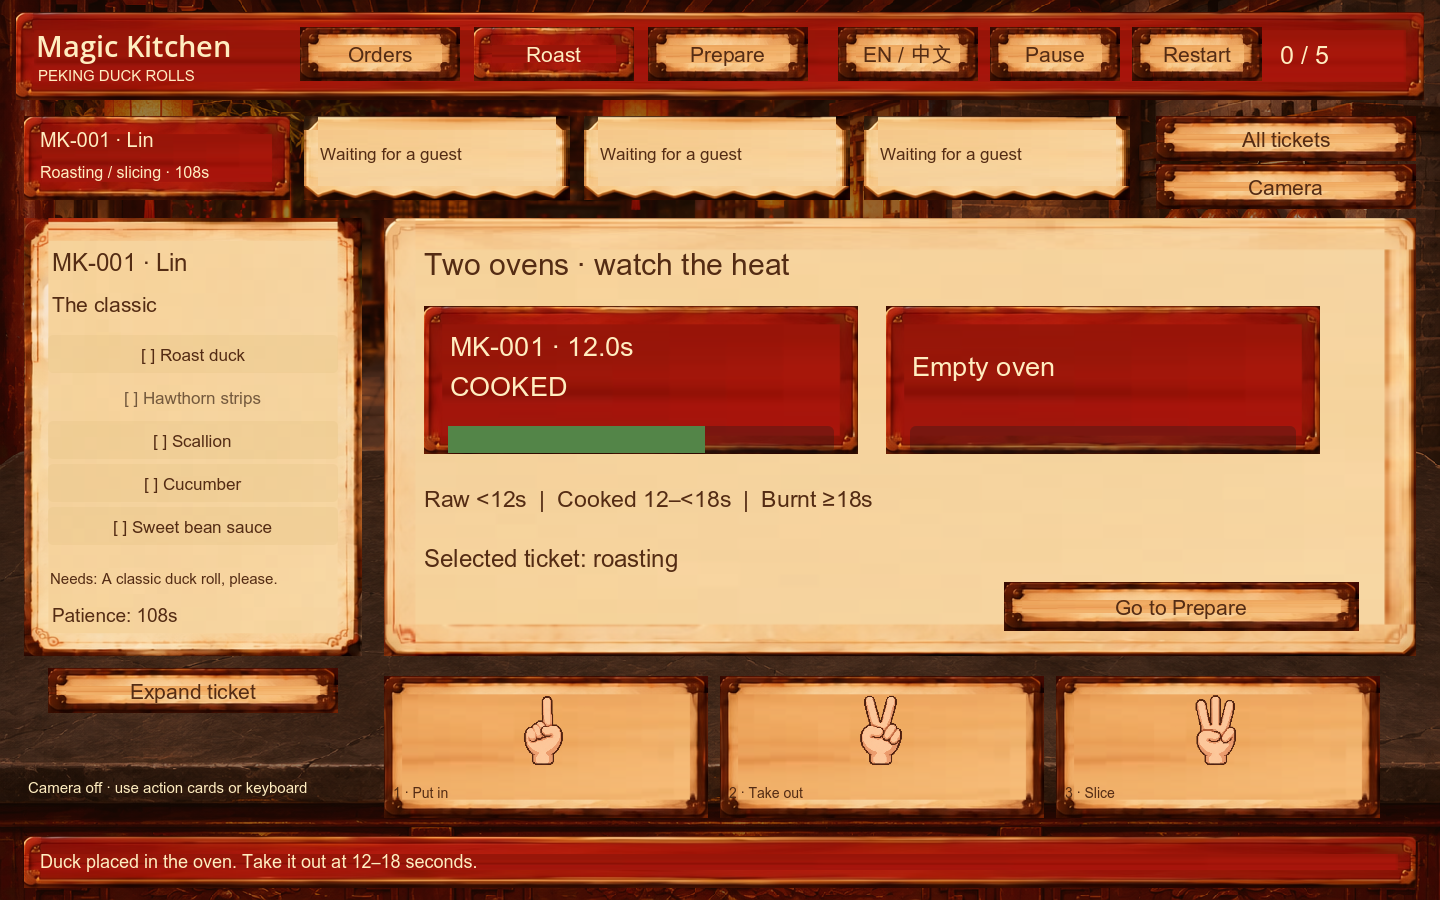 Magic Kitchen
PEKING DUCK ROLLS
Orders
Roast
Prepare
EN / 中文
Pause
Restart
0 / 5
MK-001 · Lin
Roasting / slicing · 108s
Waiting for a guest
Waiting for a guest
Waiting for a guest
All tickets
Camera
MK-001 · Lin
The classic
[ ] Roast duck
[ ] Hawthorn strips
[ ] Scallion
[ ] Cucumber
[ ] Sweet bean sauce
Needs: A classic duck roll, please.
Patience: 108s
Expand ticket
Camera off · use action cards or keyboard
Two ovens · watch the heat
MK-001 · 12.0s
COOKED
Empty oven
Raw <12s | Cooked 12–<18s | Burnt ≥18s
Selected ticket: roasting
Go to Prepare
1 · Put in
2 · Take out
3 · Slice
Duck placed in the oven. Take it out at 12–18 seconds.